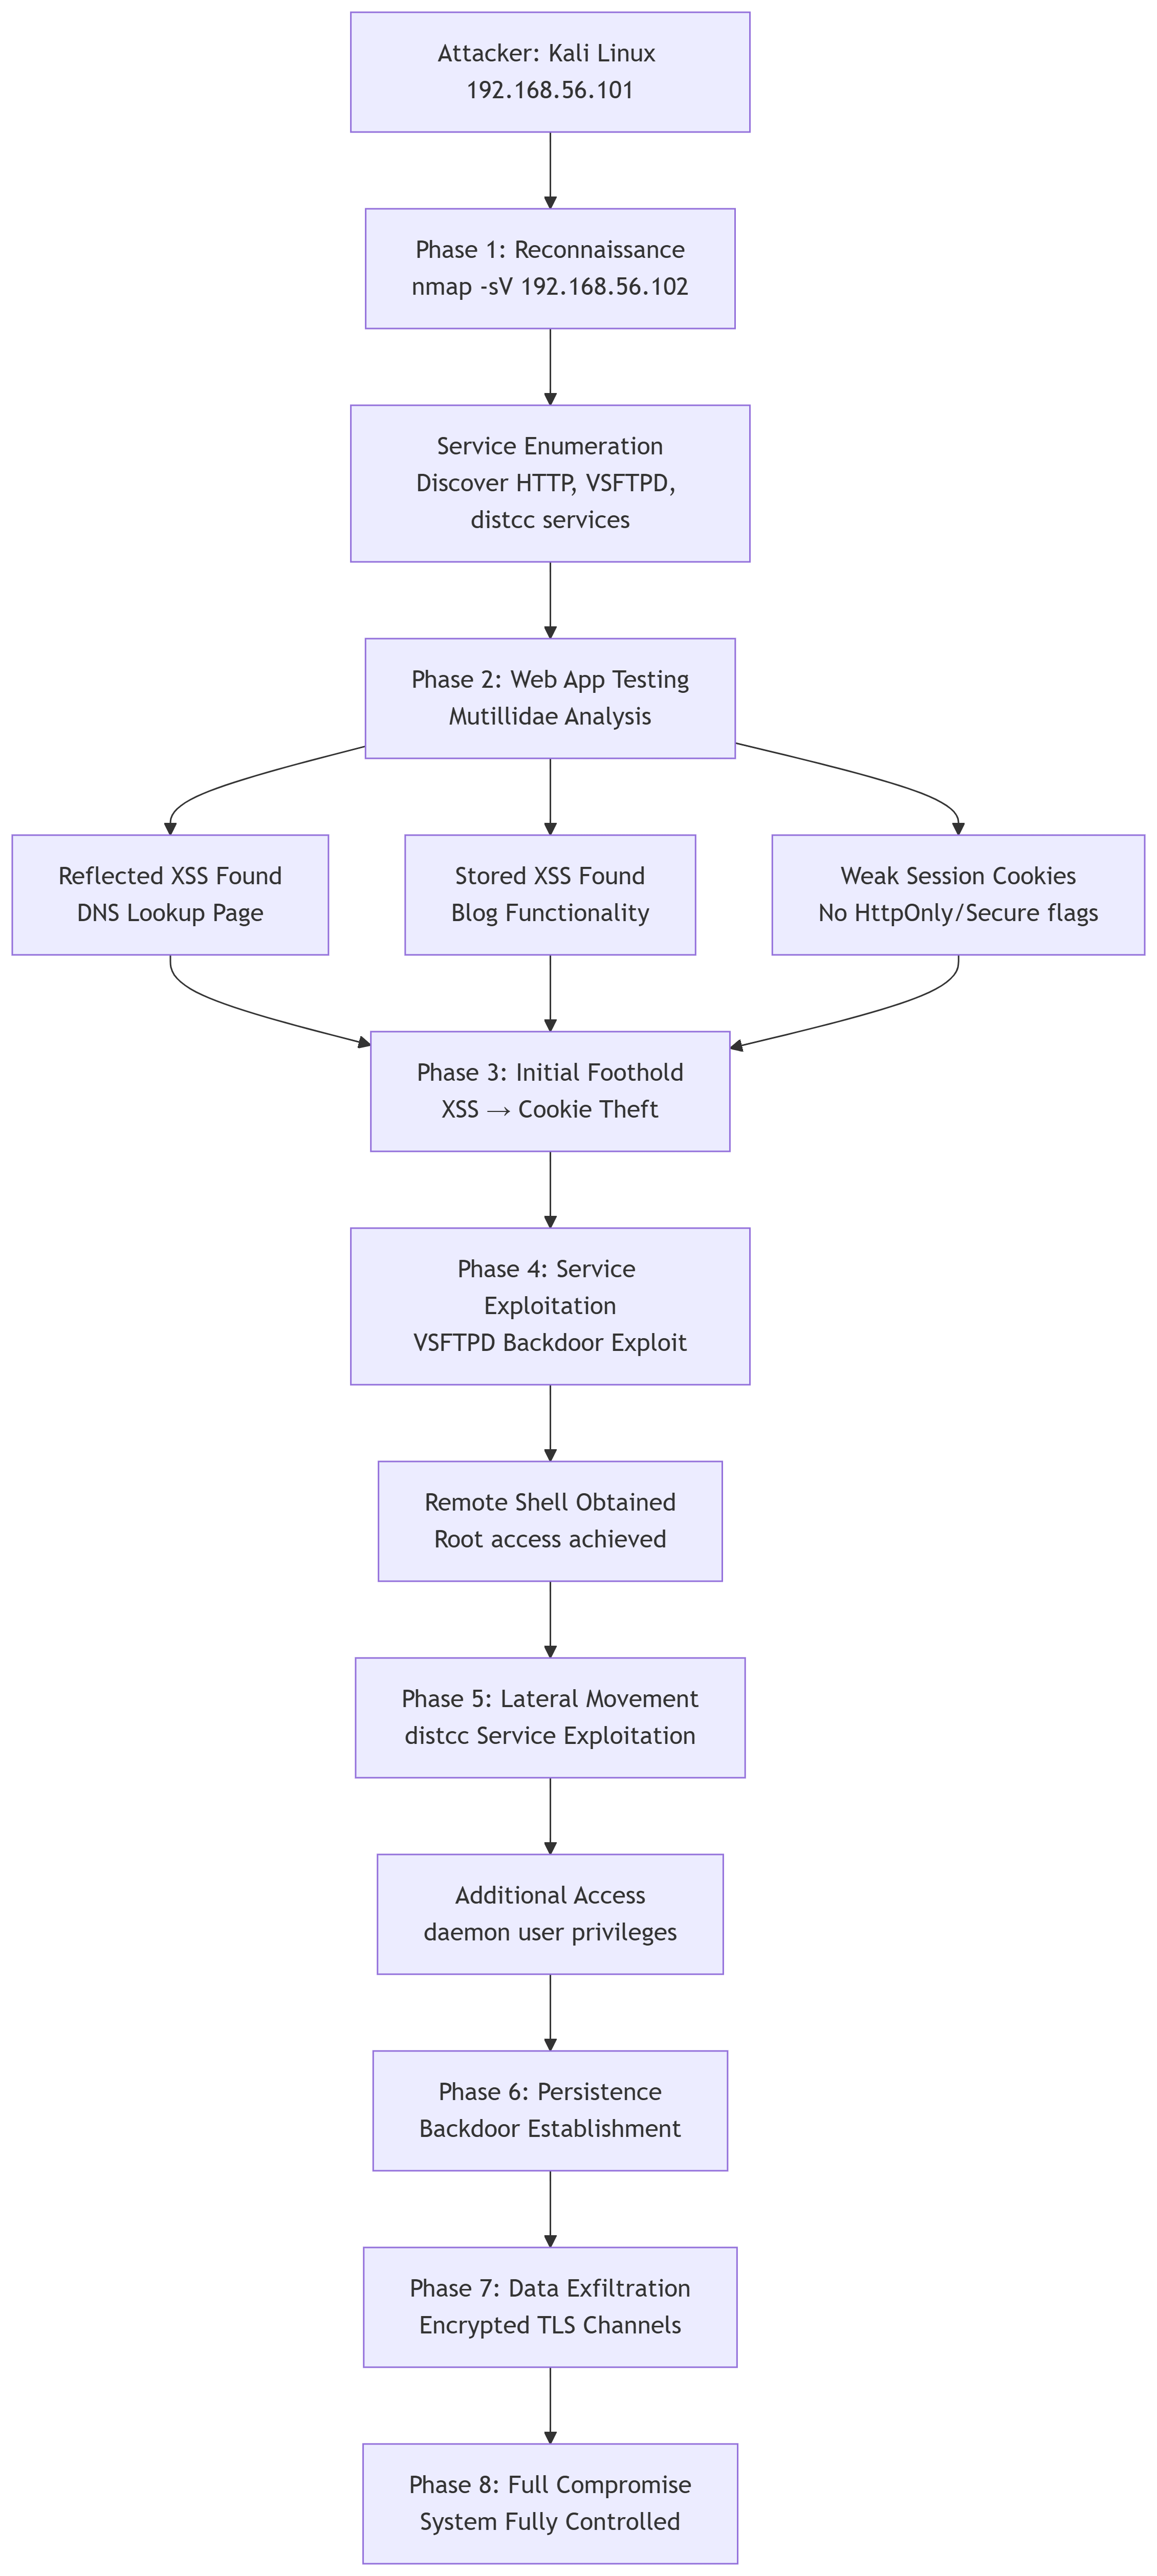 Attacker: Kali Linux
192.168.56.101
Phase 1: Reconnaissance
nmap -sV 192.168.56.102
Service Enumeration
Discover HTTP, VSFTPD,
distcc services
Phase 2: Web App Testing
Mutillidae Analysis
Reflected XSS Found
DNS Lookup Page
Stored XSS Found
Blog Functionality
Weak Session Cookies
No HttpOnly/Secure flags
Phase 3: Initial Foothold
XSS → Cookie Theft
Phase 4: Service
Exploitation
VSFTPD Backdoor Exploit
Remote Shell Obtained
Root access achieved
Phase 5: Lateral Movement
distcc Service Exploitation
Additional Access
daemon user privileges
Phase 6: Persistence
Backdoor Establishment
Phase 7: Data Exfiltration
Encrypted TLS Channels
Phase 8: Full Compromise
System Fully Controlled